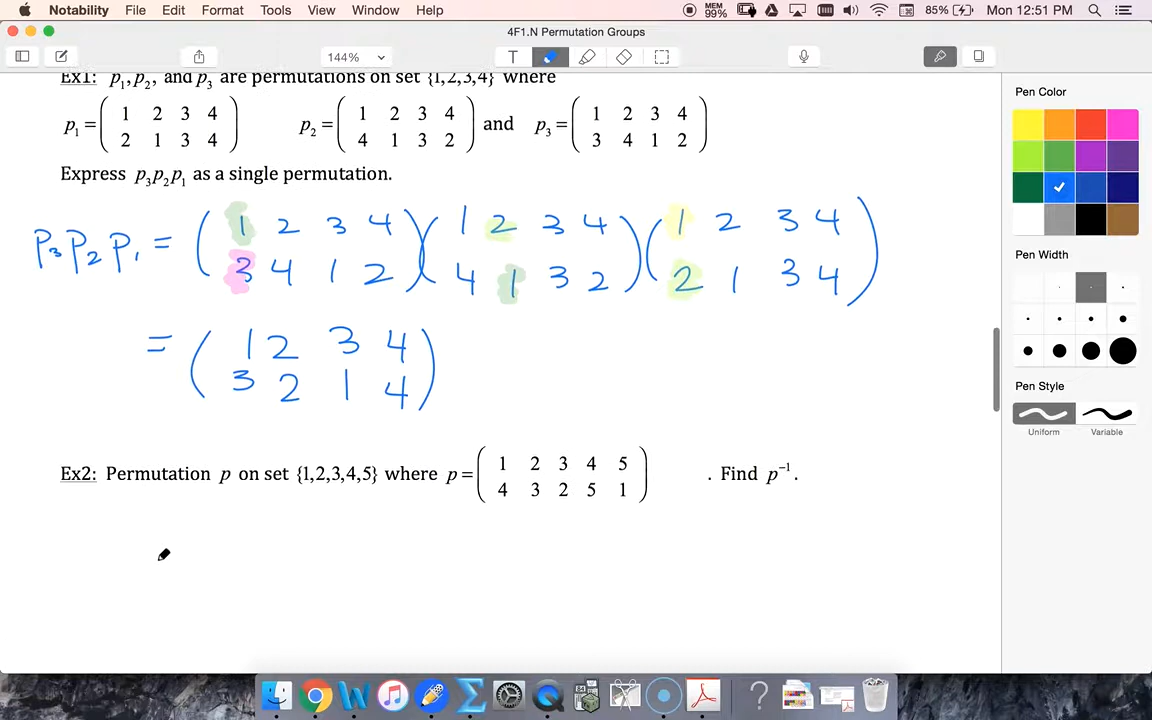 Notability File Edit Format Tools View Window Help MEM 99% 85% Mon 12:51 PM
4F1.N Permutation Groups
144% T
Ex1: p₁,p₂, and p₃ are permutations on set {1,2,3,4} where
p₁ = ( 1 2 3 4 / 2 1 3 4 ) p₂ = ( 1 2 3 4 / 4 1 3 2 ) and p₃ = ( 1 2 3 4 / 3 4 1 2 )
Express p₃p₂p₁ as a single permutation.
P₃P₂P₁ = ( 1 2 3 4 / 3 4 1 2 ) ( 1 2 3 4 / 4 1 3 2 ) ( 1 2 3 4 / 2 1 3 4 )
= ( 1 2 3 4 / 3 2 1 4 )
Ex2: Permutation p on set {1,2,3,4,5} where p = ( 1 2 3 4 5 / 4 3 2 5 1 ) . Find p⁻¹.
Pen Color
Pen Width
Pen Style
Uniform Variable